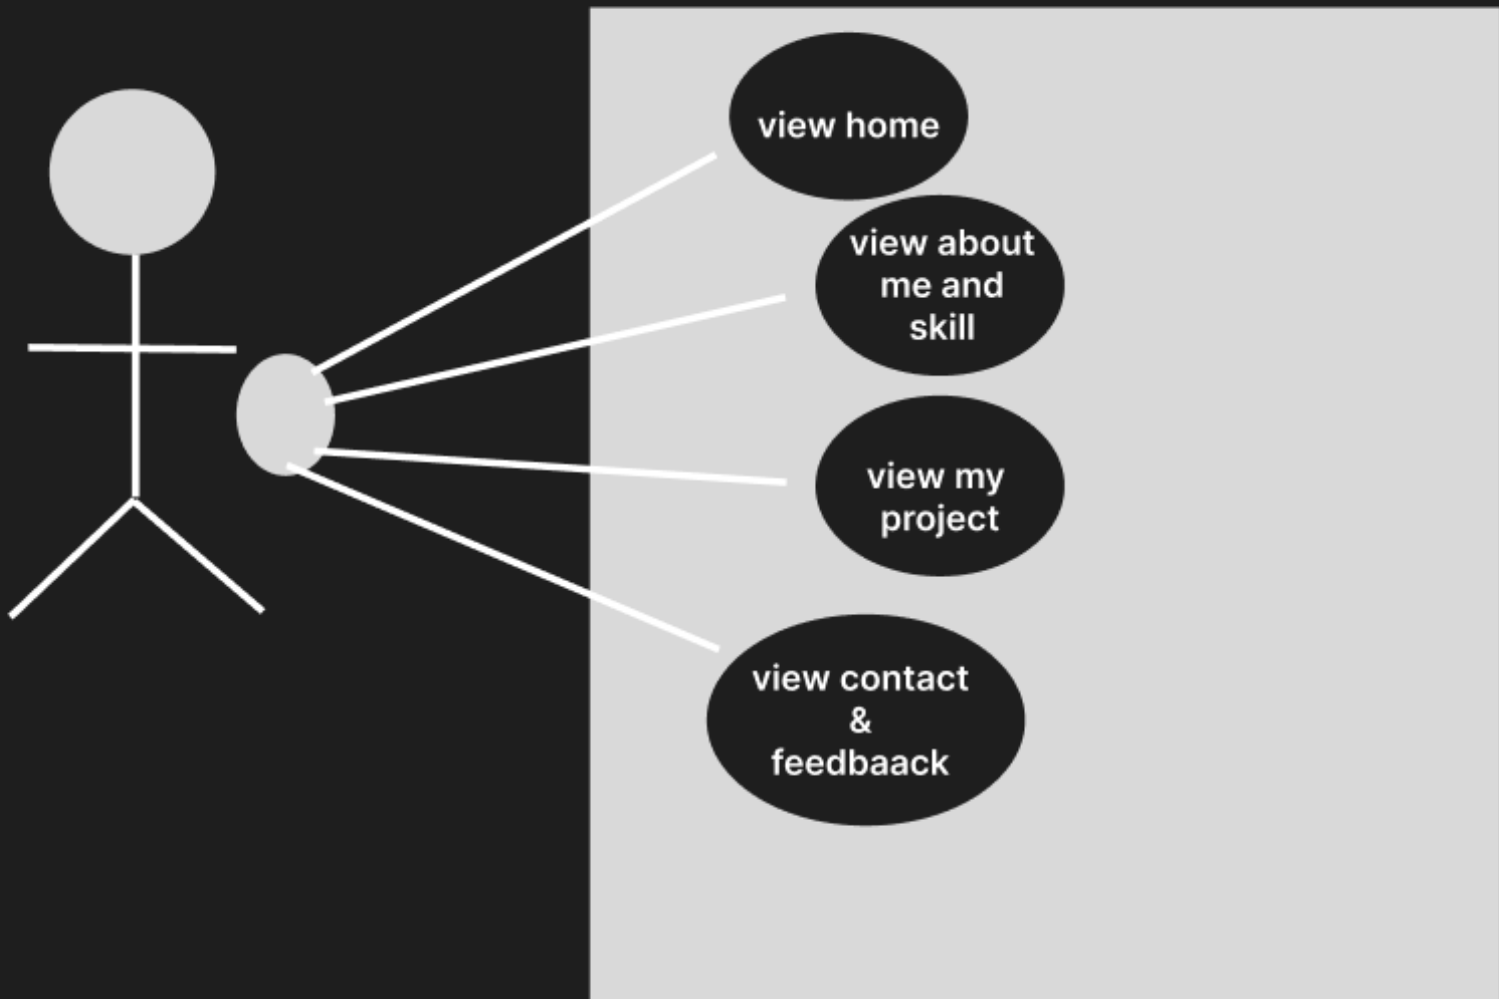 view home
view about
me and
skill
view my
project
view contact
&
feedbaack